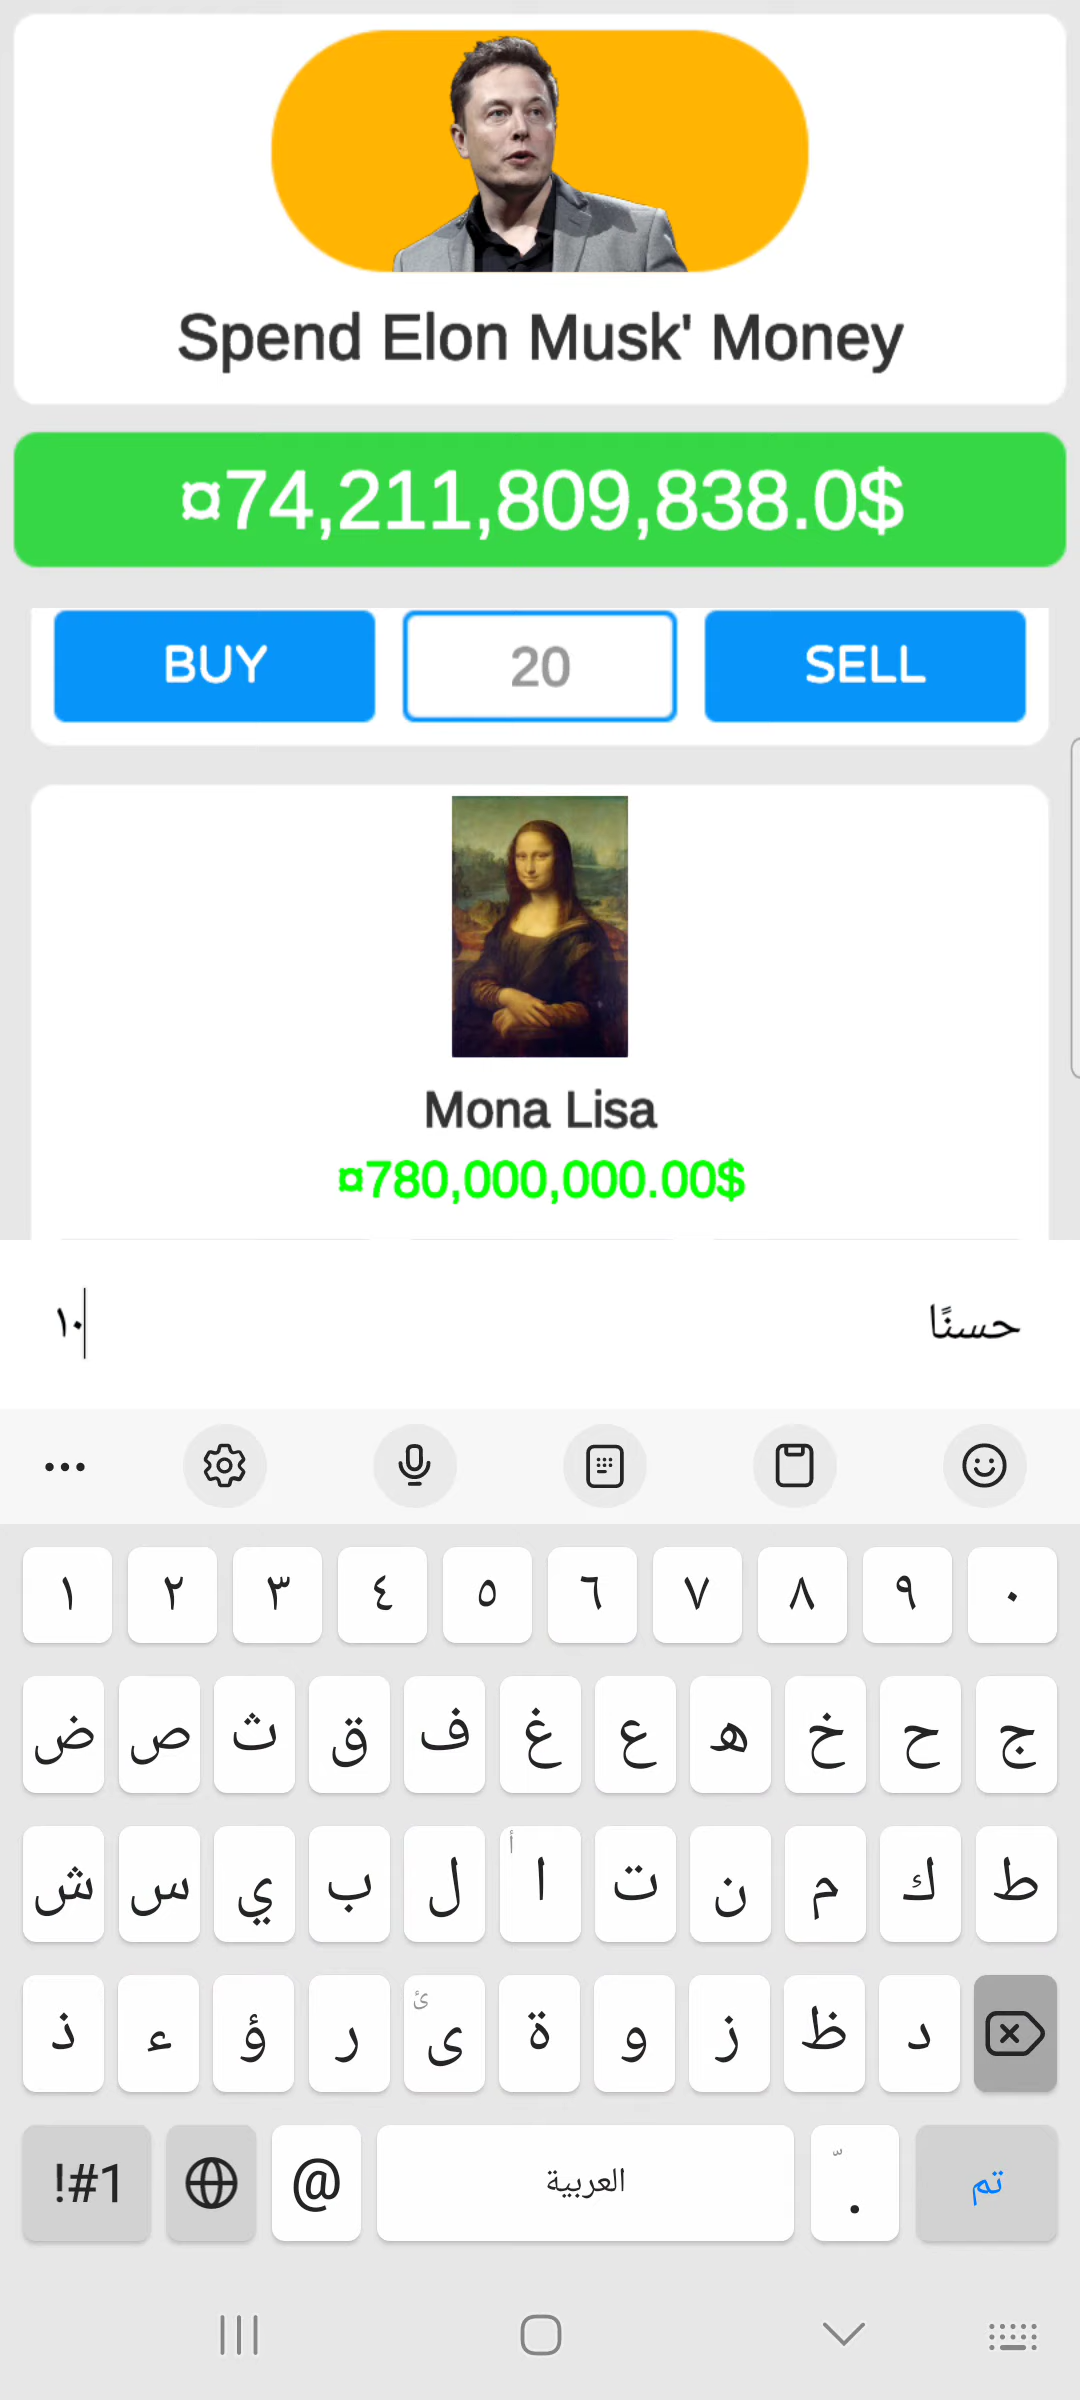 Spend Elon Musk' Money
¤74,211,809,838.0$
BUY 20 SELL
Mona Lisa
¤780,000,000.00$
١٠ حسنًا
١ ٢ ٣ ٤ ٥ ٦ ٧ ٨ ٩ ٠
ض ص ث ق ف غ ع ه خ ح ج
ش س ي ب ل ا أ ت ن م ك ط
ذ ء ؤ ر ى ئ ة و ز ظ د
!#1 @ العربية . تم